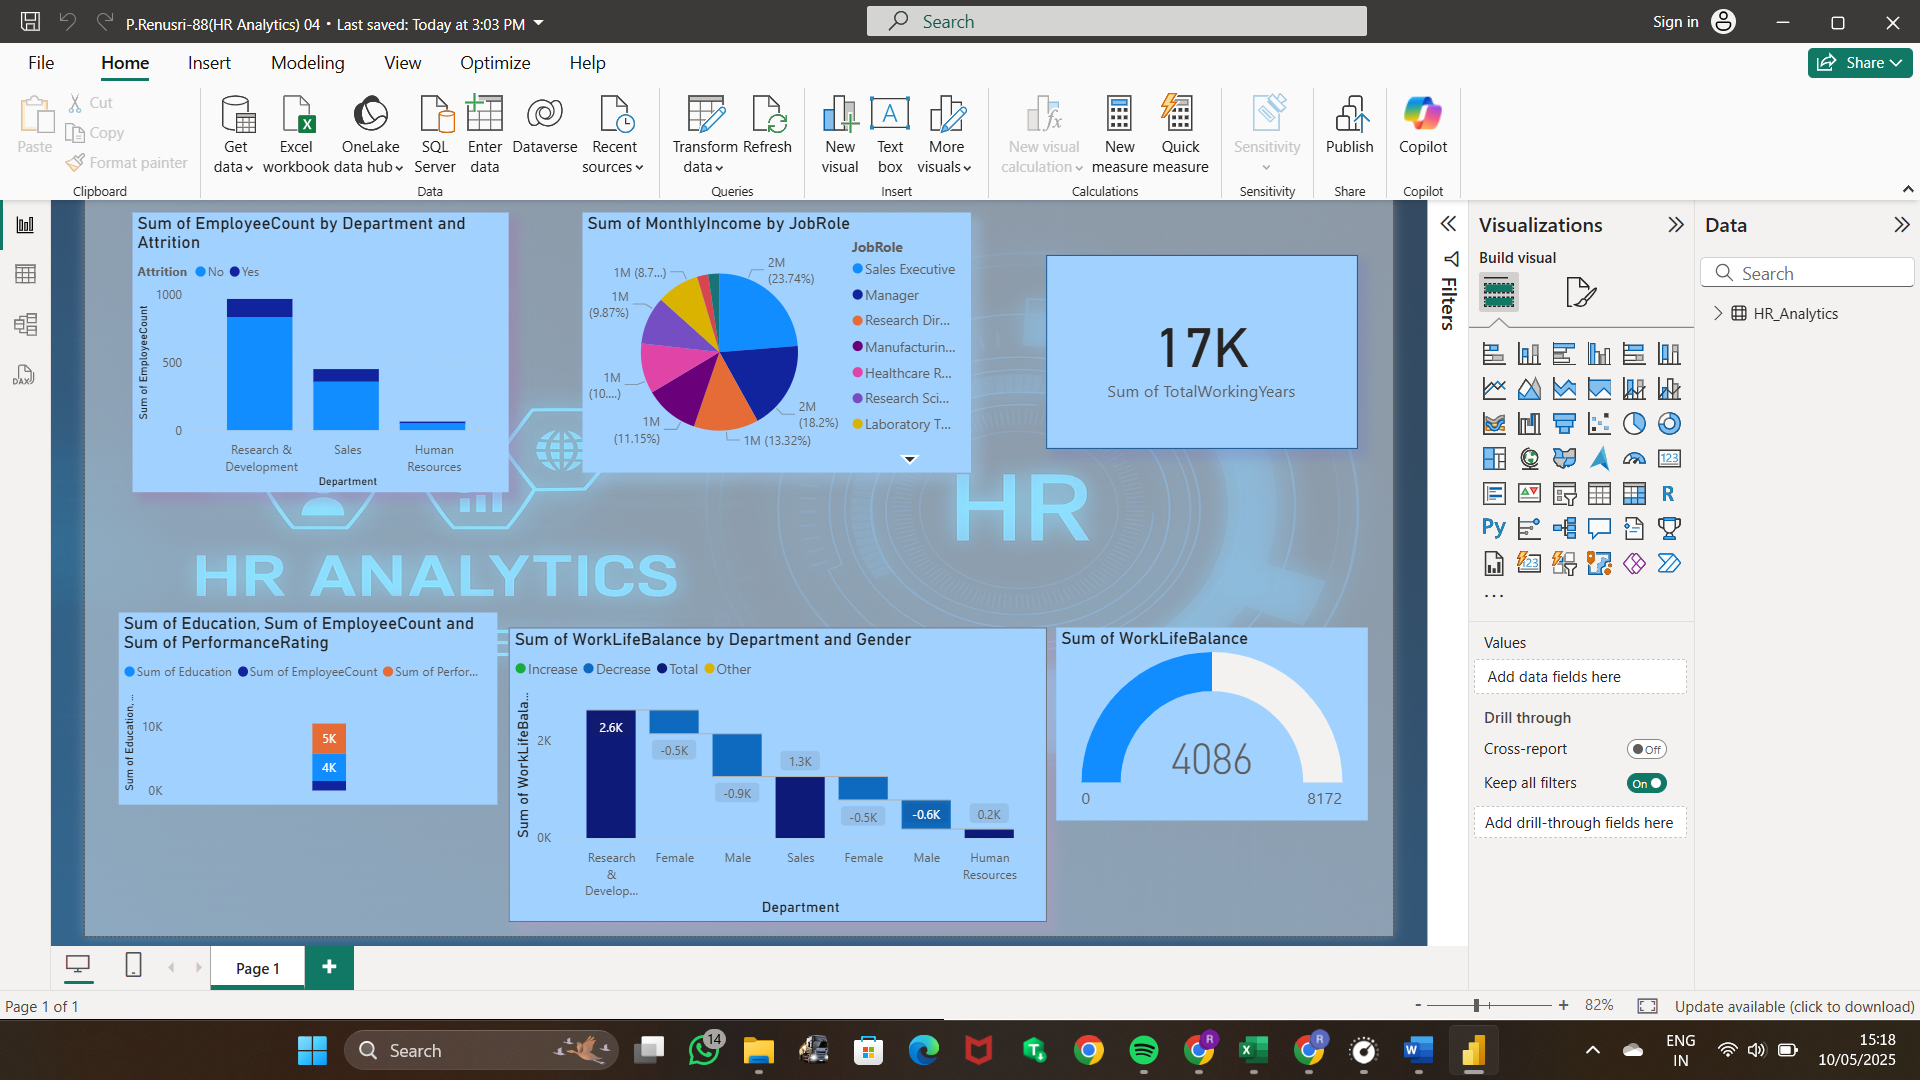 P.Renusri-88(HR Analytics) 04 • Last saved: Today at 3:03 PM
Search
Sign in
File Home Insert Modeling View Optimize Help
Share
Paste
Cut
Copy
Format painter
Clipboard
Get data
Excel workbook
OneLake data hub
SQL Server
Enter data
Dataverse
Recent sources
Data
Transform data
Refresh
Queries
New visual
Text box
More visuals
Insert
New visual calculation
New measure
Quick measure
Calculations
Sensitivity
Sensitivity
Publish
Share
Copilot
Copilot
Sum of EmployeeCount by Department and
Attrition
Attrition No Yes
Sum of EmployeeCount
1000
500
0
Research &
Development
Sales
Human
Resources
Department
Sum of MonthlyIncome by JobRole
2M
(23.74%)
2M
(18.2%)
1M (13.32%)
1M
(11.15%)
1M
(10....)
1M
(9.87%)
1M (8.7...)
JobRole
Sales Executive
Manager
Research Dir...
Manufacturin...
Healthcare R...
Research Sci...
Laboratory T...
17K
Sum of TotalWorkingYears
HR
HR ANALYTICS
Sum of Education, Sum of EmployeeCount and
Sum of PerformanceRating
Sum of Education Sum of EmployeeCount Sum of Perfor...
Sum of Education, ...
10K
0K
5K
4K
Sum of WorkLifeBalance by Department and Gender
Increase Decrease Total Other
Sum of WorkLifeBala...
2K
0K
2.6K
-0.5K
-0.9K
1.3K
-0.5K
-0.6K
0.2K
Research
&
Develop...
Female
Male
Sales
Female
Male
Human
Resources
Department
Sum of WorkLifeBalance
4086
0
8172
Filters
Visualizations
Build visual
123
R
Py
123
...
Values
Add data fields here
Drill through
Cross-report Off
Keep all filters On
Add drill-through fields here
Data
Search
HR_Analytics
DAX
Page 1
Page 1 of 1
- + 82%
Update available (click to download)
Search
14
R
R
ENG
IN
15:18
10/05/2025